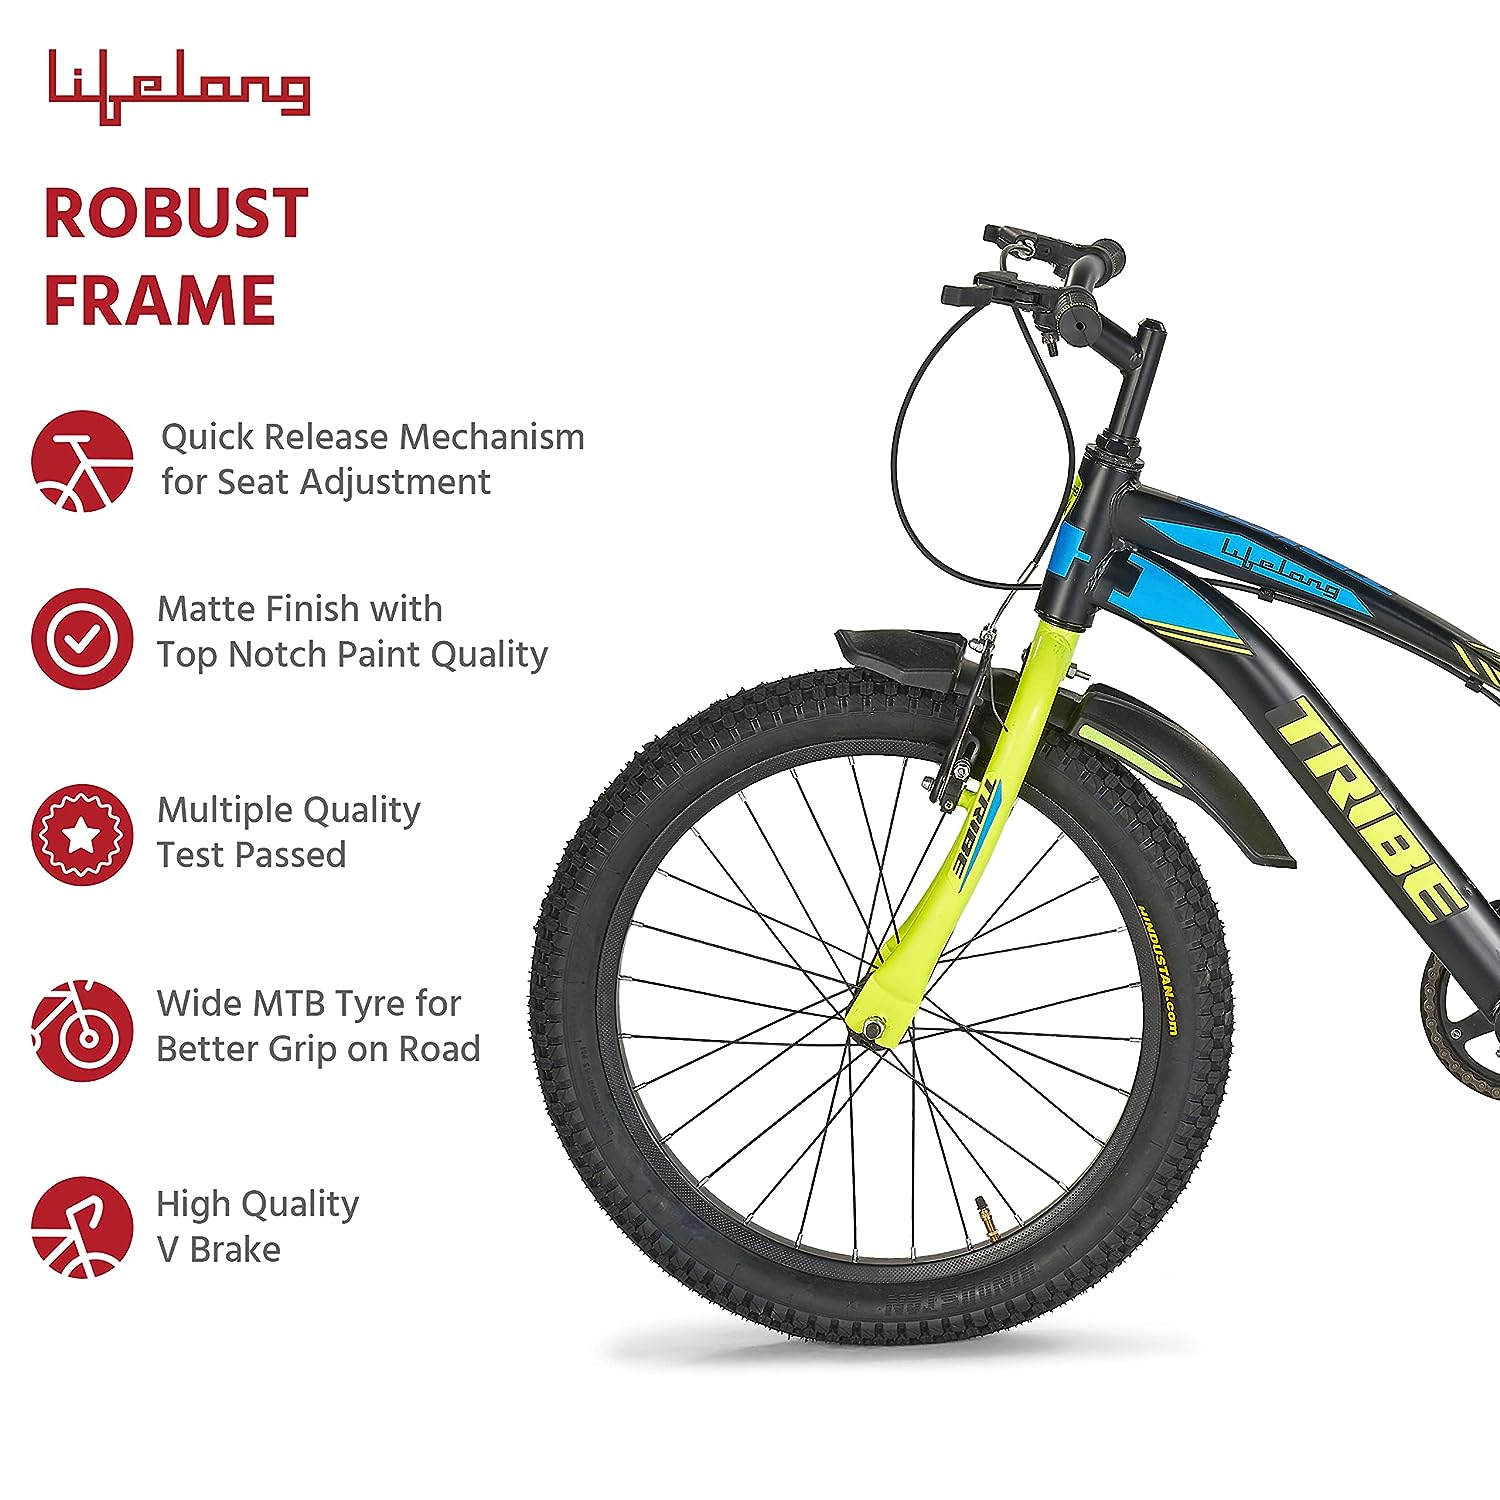 Lifelong
ROBUST
FRAME
Quick Release Mechanism
for Seat Adjustment
Matte Finish with
Top Notch Paint Quality
Multiple Quality
Test Passed
Wide MTB Tyre for
Better Grip on Road
High Quality
V Brake
Lifelong
TRIBE
TRIBE
HINDUSTAN.com
HINDUSTAN